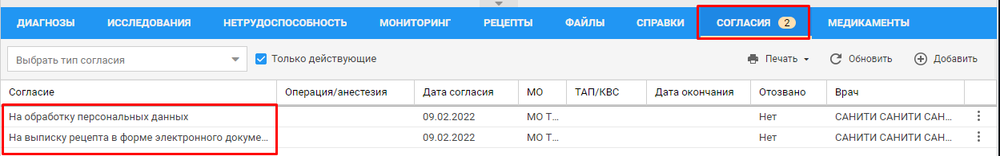 ДИАГНОЗЫ ИССЛЕДОВАНИЯ НЕТРУДОСПОСОБНОСТЬ МОНИТОРИНГ РЕЦЕПТЫ ФАЙЛЫ СПРАВКИ СОГЛАСИЯ 2 МЕДИКАМЕНТЫ
Выбрать тип согласия Только действующие Печать Обновить Добавить
Согласие Операция/анестезия Дата согласия МО ТАП/КВС Дата окончания Отозвано Врач
На обработку персональных данных 09.02.2022 МО Т... Нет САНИТИ САНИТИ САН...
На выписку рецепта в форме электронного докуме... 09.02.2022 МО Т... Нет САНИТИ САНИТИ САН...